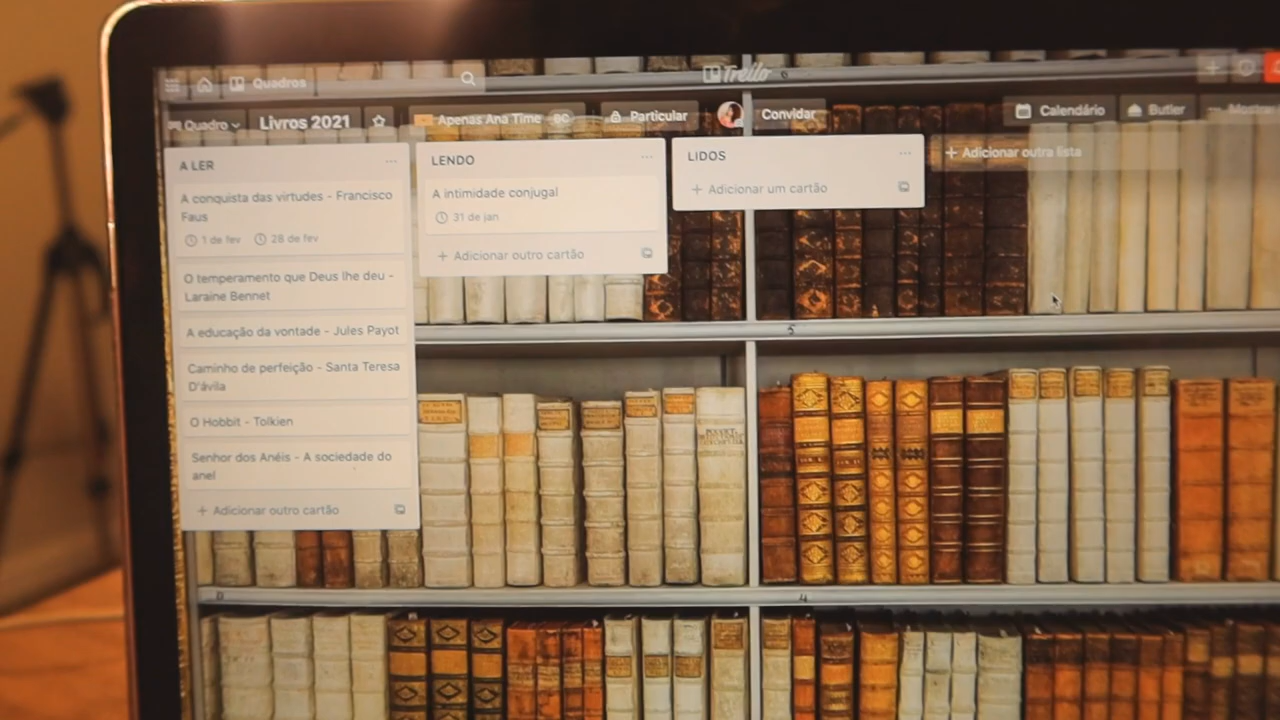 Quadros
Trello
Quadro
Livros 2021
Apenas Ana Time
Particular
Convidar
Calendário
Butler
A LER
A conquista das virtudes - Francisco
Faus
1 de fev
28 de fev
O temperamento que Deus lhe deu -
Laraine Bennet
A educação da vontade - Jules Payot
Caminho de perfeição - Santa Teresa
D'ávila
O Hobbit - Tolkien
Senhor dos Anéis - A sociedade do
anel
+ Adicionar outro cartão
LENDO
A intimidade conjugal
31 de jan
+ Adicionar outro cartão
LIDOS
+ Adicionar um cartão
+ Adicionar outra lista
5
4